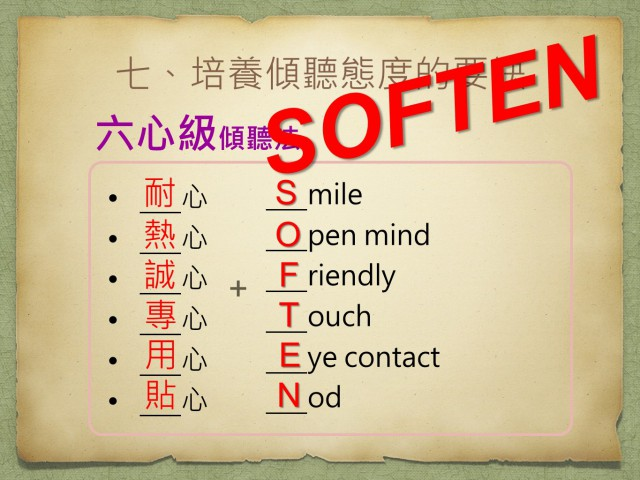 七、培養傾聽態度的要訣
SOFTEN
六心級傾聽法
• 耐心 Smile
• 熱心 Open mind
• 誠心 + Friendly
• 專心 Touch
• 用心 Eye contact
• 貼心 Nod